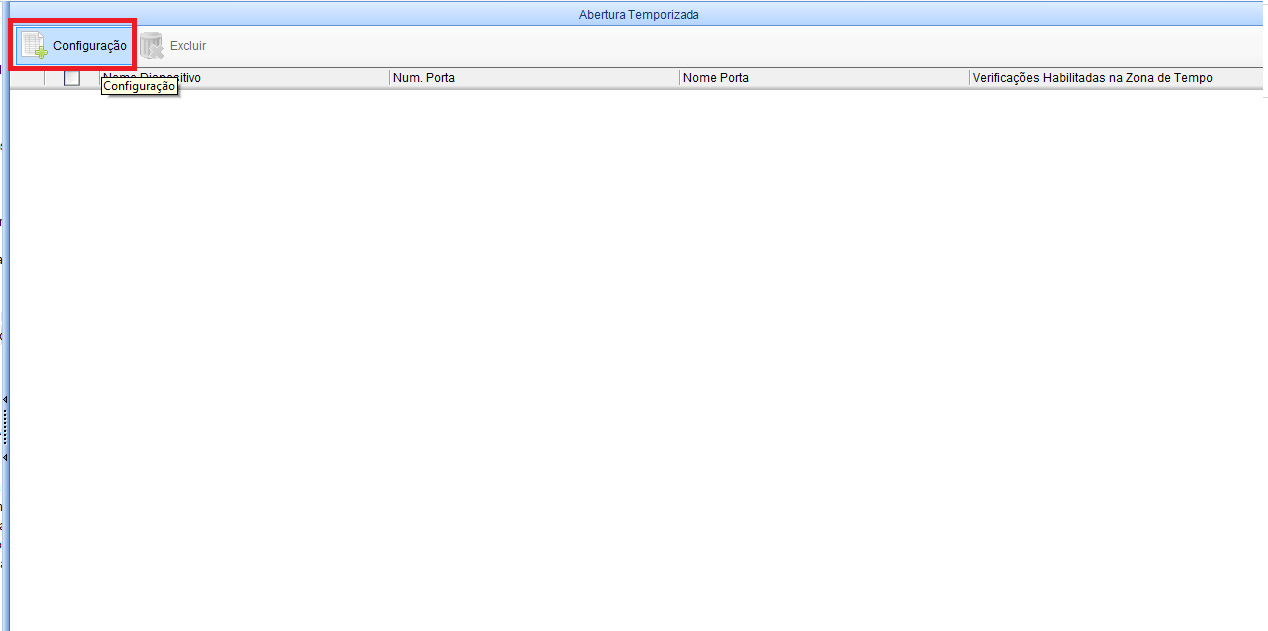 Abertura Temporizada
Configuração Excluir
Nome Dispositivo Num. Porta Nome Porta Verificações Habilitadas na Zona de Tempo
Configuração